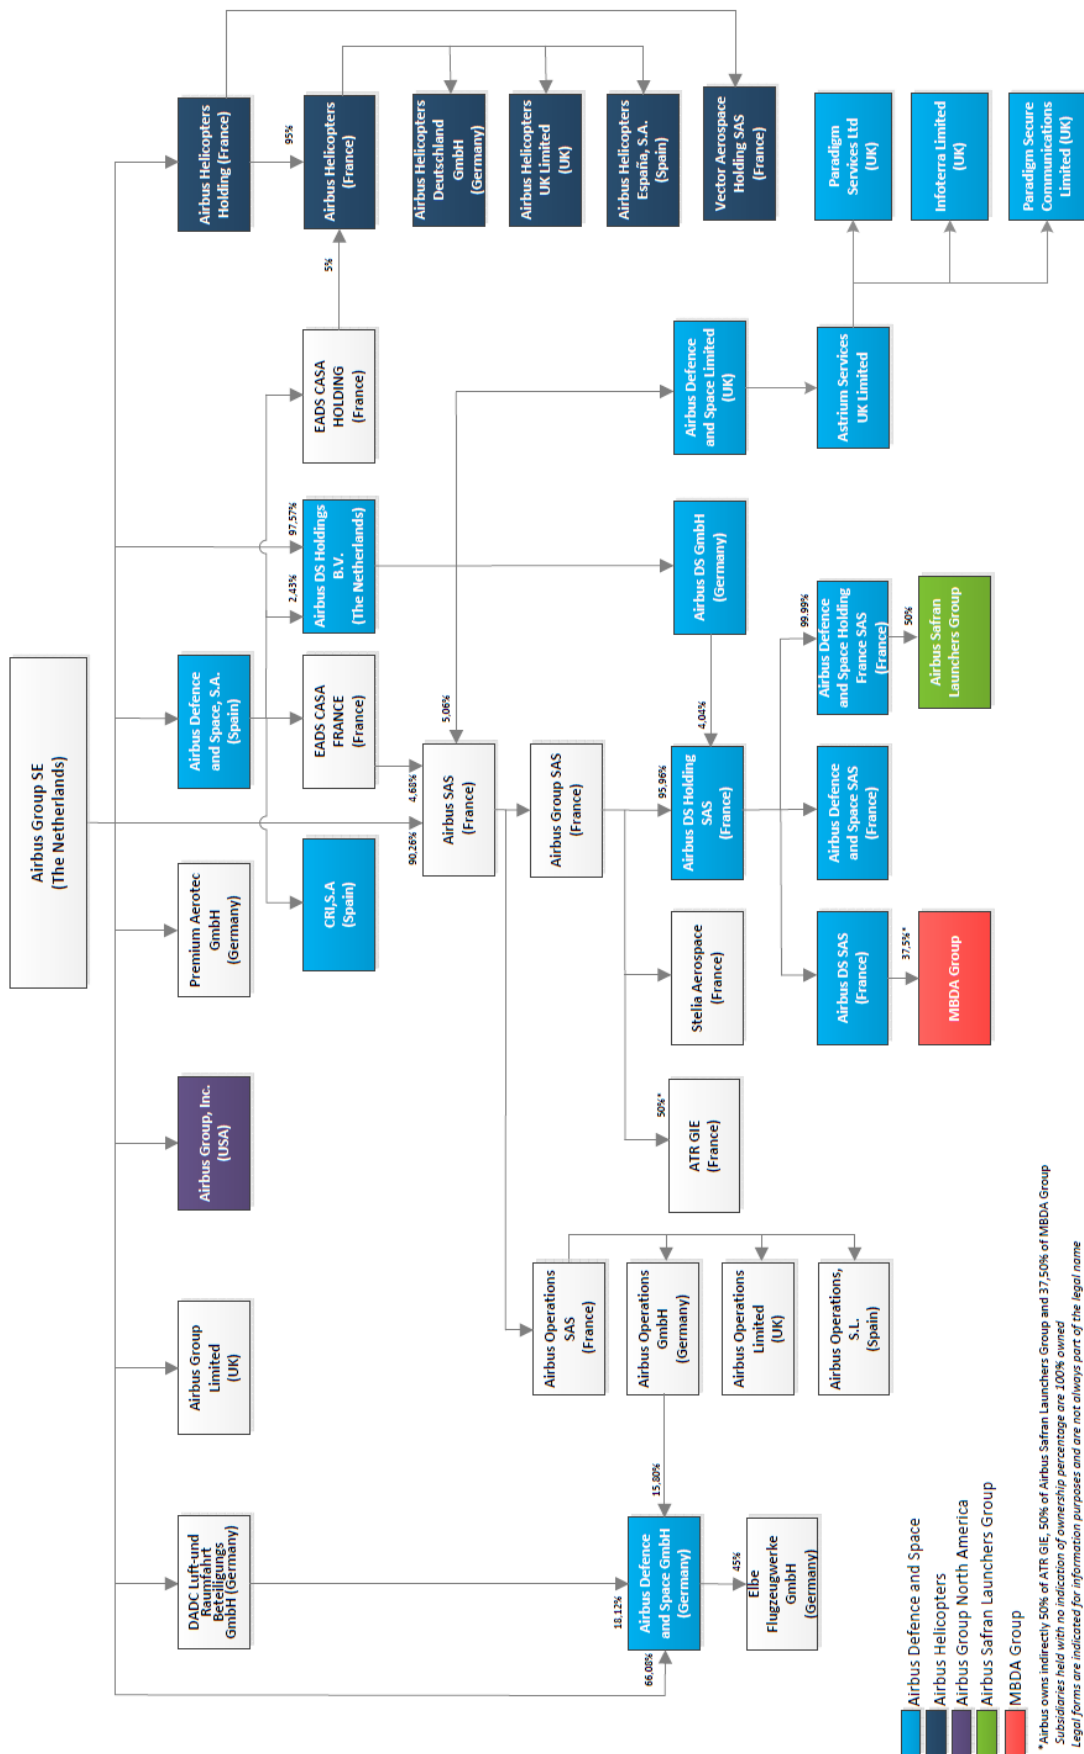 Airbus Group SE
(The Netherlands)
DADC Luft-und
Raumfahrt
Beteiligungs
GmbH (Germany)
Airbus Group
Limited
(UK)
Airbus Group, Inc.
(USA)
Premium Aerotec
GmbH
(Germany)
Airbus Defence
and Space, S.A.
(Spain)
Airbus Helicopters
Holding (France)
95%
CRI,S.A
(Spain)
EADS CASA
FRANCE
(France)
2,43%
97,57%
Airbus DS Holdings
B.V.
(The Netherlands)
EADS CASA
HOLDING
(France)
5%
Airbus Helicopters
(France)
90,26%
4,68%
5,06%
Airbus SAS
(France)
Airbus Helicopters
Deutschland
GmbH
(Germany)
Airbus Operations
SAS
(France)
Airbus Group SAS
(France)
Airbus Helicopters
UK Limited
(UK)
Airbus Operations
GmbH
(Germany)
Airbus Helicopters
España, S.A.
(Spain)
66,08%
18,12%
15,80%
Airbus Defence
and Space GmbH
(Germany)
50%*
ATR GIE
(France)
Stelia Aerospace
(France)
95,96%
4,04%
Airbus DS Holding
SAS
(France)
Airbus DS GmbH
(Germany)
Airbus Defence
and Space Limited
(UK)
Vector Aerospace
Holding SAS
(France)
Airbus Operations
Limited
(UK)
45%
Elbe
Flugzeugwerke
GmbH
(Germany)
Airbus Operations,
S.L.
(Spain)
Airbus DS SAS
(France)
Airbus Defence
and Space SAS
(France)
99.99%
Airbus Defence
and Space Holding
France SAS
(France)
Astrium Services
UK Limited
Paradigm
Services Ltd
(UK)
37,5%*
MBDA Group
50%
Airbus Safran
Launchers Group
Infoterra Limited
(UK)
Paradigm Secure
Communications
Limited (UK)
Airbus Defence and Space
Airbus Helicopters
Airbus Group North America
Airbus Safran Launchers Group
MBDA Group
*Airbus owns indirectly 50% of ATR GIE, 50% of Airbus Safran Launchers Group and 37,50% of MBDA Group
Subsidiaries held with no indication of ownership percentage are 100% owned
Legal forms are indicated for information purposes and are not always part of the legal name